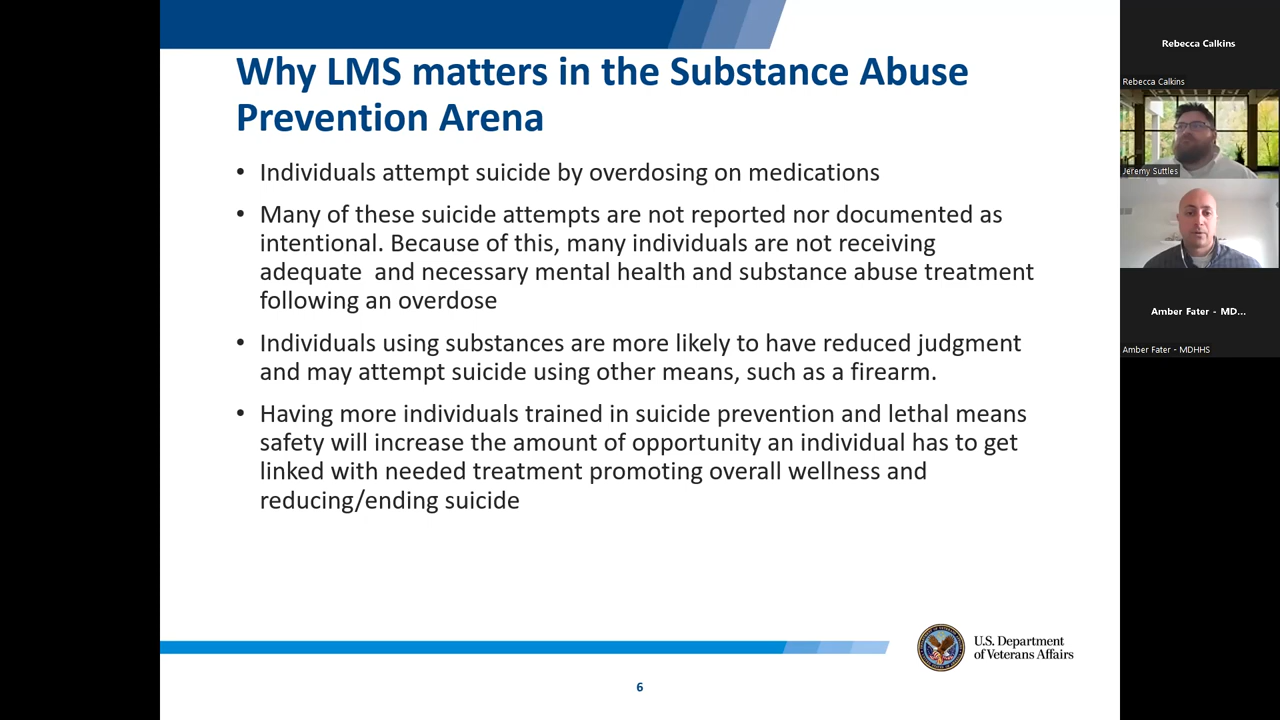 Why LMS matters in the Substance Abuse
Prevention Arena
• Individuals attempt suicide by overdosing on medications
• Many of these suicide attempts are not reported nor documented as
intentional. Because of this, many individuals are not receiving
adequate  and necessary mental health and substance abuse treatment
following an overdose
• Individuals using substances are more likely to have reduced judgment
and may attempt suicide using other means, such as a firearm.
• Having more individuals trained in suicide prevention and lethal means
safety will increase the amount of opportunity an individual has to get
linked with needed treatment promoting overall wellness and
reducing/ending suicide
U.S. Department
of Veterans Affairs
6
Rebecca Calkins
Rebecca Calkins
Jeremy Suttles
Amber Fater - MD...
Amber Fater - MDHHS